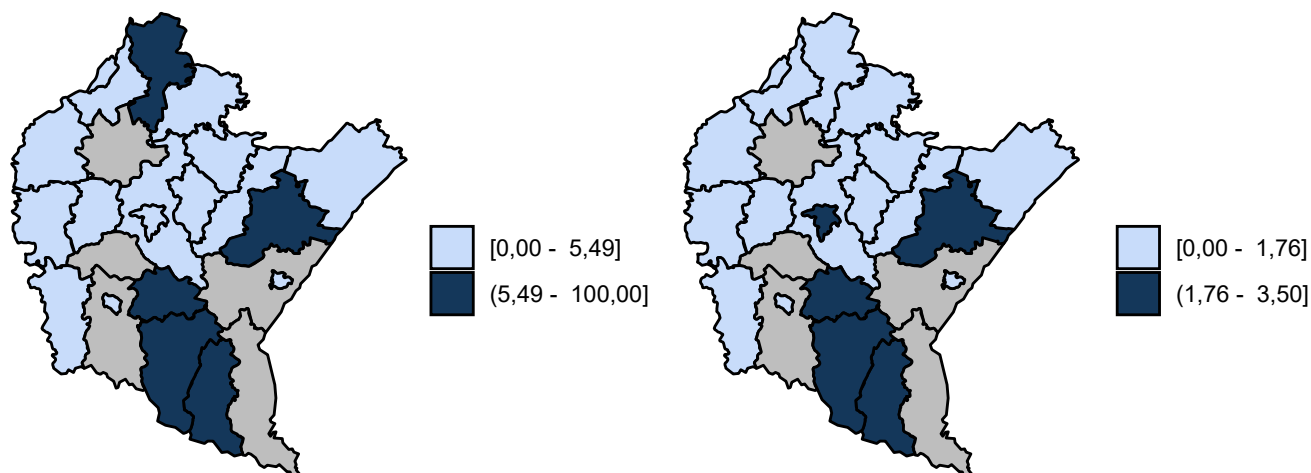 [0,00 - 5,49]
(5,49 - 100,00]
[0,00 - 1,76]
(1,76 - 3,50]